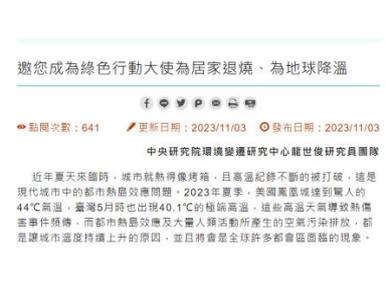 邀您成為綠色行動大使為居家退燒、為地球降溫
點閱次數：641 更新日期：2023/11/03 發布日期：2023/11/03
中央研究院環境變遷研究中心龍世俊研究員團隊
近年夏天來臨時，城市就熱得像烤箱，且高溫紀錄不斷的被打破，這是
現代城市中的都市熱島效應問題。2023年夏季，美國鳳凰城達到驚人的
44℃氣溫，臺灣5月時也出現40.1℃的極端高溫，這些高溫天氣導致熱傷
害事件頻傳，而都市熱島效應及大量人類活動所產生的空氣污染排放，都
是讓城市溫度持續上升的原因，並且將會是全球許多都會區面臨的現象。